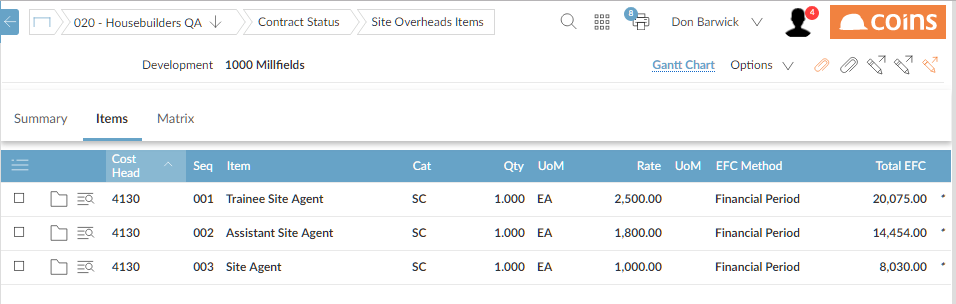 020 - Housebuilders QA Contract Status Site Overheads Items 8 Don Barwick 4 coins
Development 1000 Millfields Gantt Chart Options
Summary Items Matrix
Cost Head Seq Item Cat Qty UoM Rate UoM EFC Method Total EFC
4130 001 Trainee Site Agent SC 1.000 EA 2,500.00 Financial Period 20,075.00 *
4130 002 Assistant Site Agent SC 1.000 EA 1,800.00 Financial Period 14,454.00 *
4130 003 Site Agent SC 1.000 EA 1,000.00 Financial Period 8,030.00 *